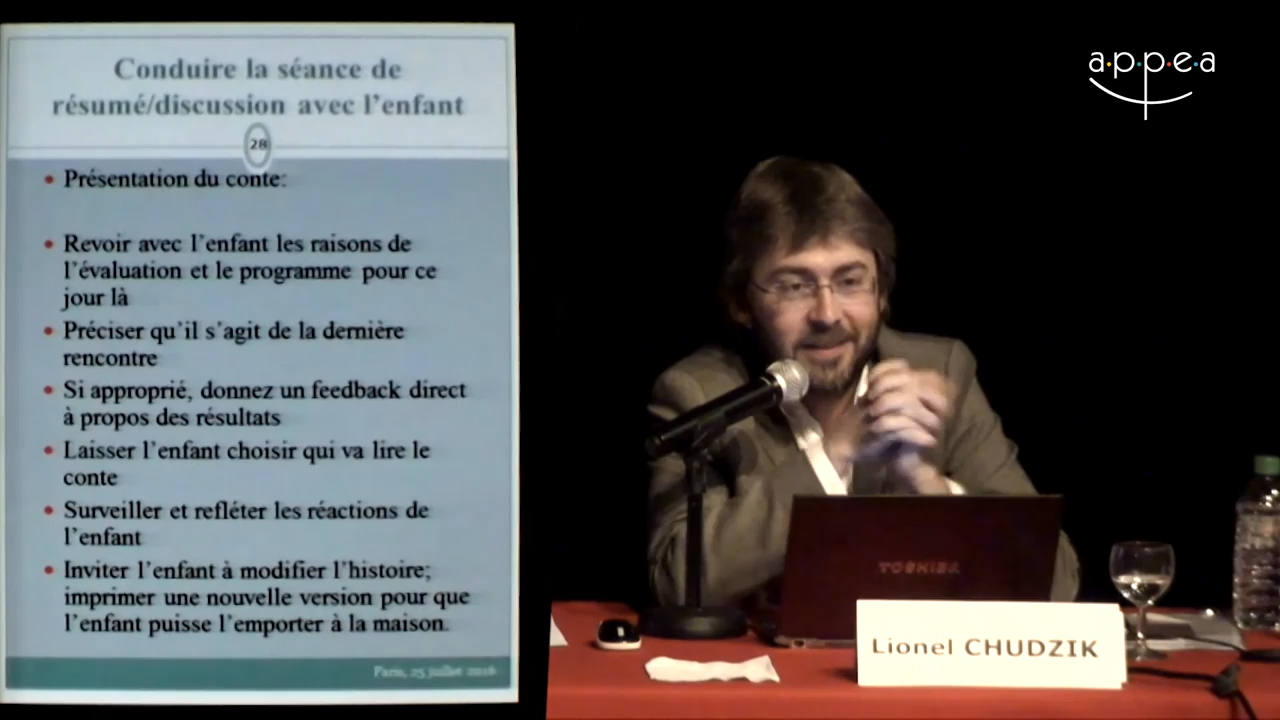 Conduire la séance de
résumé/discussion avec l'enfant
28
• Présentation du conte:
• Revoir avec l'enfant les raisons de
l'évaluation et le programme pour ce
jour là
• Préciser qu'il s'agit de la dernière
rencontre
• Si approprié, donnez un feedback direct
à propos des résultats
• Laisser l'enfant choisir qui va lire le
conte
• Surveiller et refléter les réactions de
l'enfant
• Inviter l'enfant à modifier l'histoire;
imprimer une nouvelle version pour que
l'enfant puisse l'emporter à la maison.
Paris, 25 juillet 2016
a·p·p·e·a
TOSHIBA
Lionel CHUDZIK